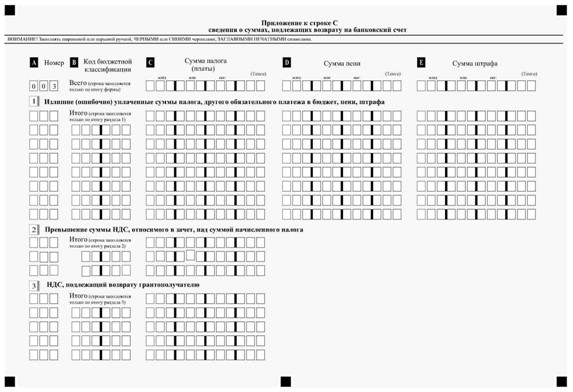 Приложение к строке С
сведения о суммах, подлежащих возврату на банковский счет
ВНИМАНИЕ! Заполнять шариковой или перьевой ручкой, ЧЕРНЫМИ или СИНИМИ чернилами, ЗАГЛАВНЫМИ ПЕЧАТНЫМИ символами.
A Номер B Код бюджетной классификации C Сумма налога (платы) D Сумма пени E Сумма штрафа
(Тенге) (Тенге) (Тенге)
млн тыс млн тыс млн тыс
0 0 3 Всего (строка заполняется
только по итогу формы)
1 Излишне (ошибочно) уплаченные суммы налога, другого обязательного платежа в бюджет, пени, штрафа
Итого (строка заполняется
только по итогу раздела 1)
2 Превышение суммы НДС, относимого в зачет, над суммой начисленного налога
Итого (строка заполняется
только по итогу раздела 2)
3 НДС, подлежащий возврату грантополучателю
Итого (строка заполняется
только по итогу раздела 3)